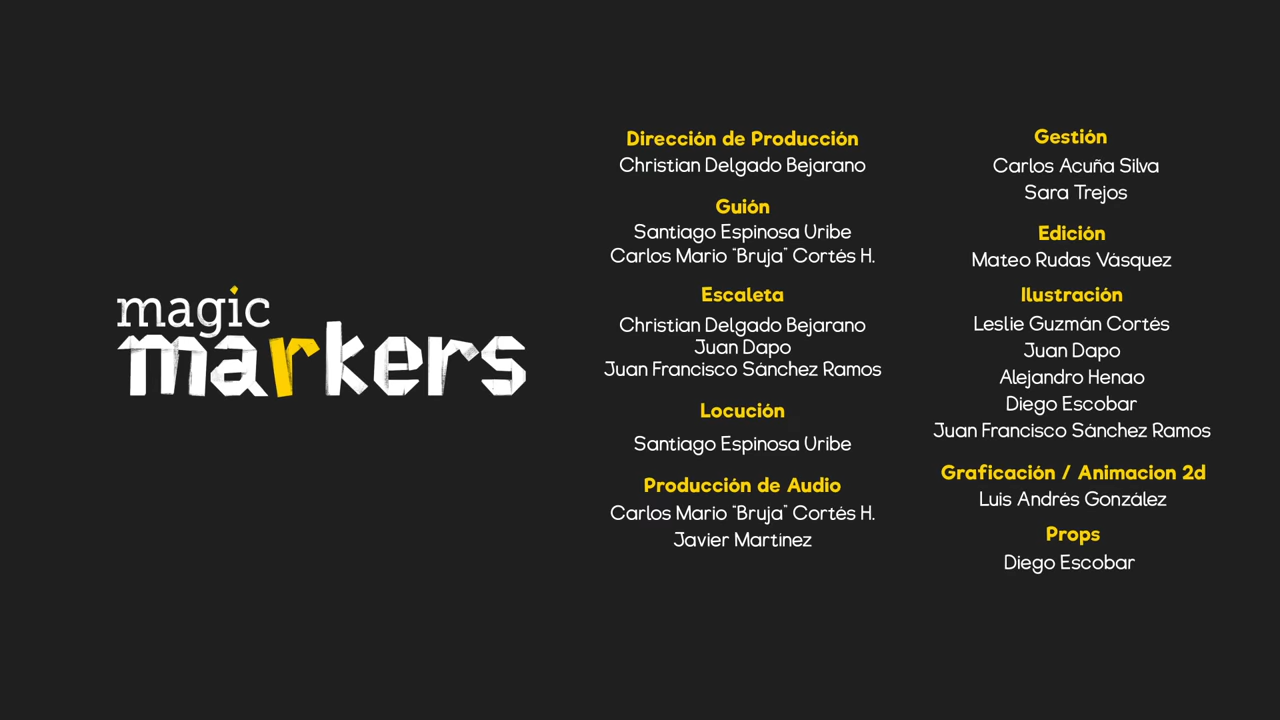 magic
markers
Dirección de Producción
Christian Delgado Bejarano
Guión
Santiago Espinosa Uribe
Carlos Mario "Bruja" Cortés H.
Escaleta
Christian Delgado Bejarano
Juan Dapo
Juan Francisco Sánchez Ramos
Locución
Santiago Espinosa Uribe
Producción de Audio
Carlos Mario "Bruja" Cortés H.
Javier Martínez
Gestión
Carlos Acuña Silva
Sara Trejos
Edición
Mateo Rudas Vásquez
Ilustración
Leslie Guzmán Cortés
Juan Dapo
Alejandro Henao
Diego Escobar
Juan Francisco Sánchez Ramos
Graficación / Animacion 2d
Luis Andrés González
Props
Diego Escobar